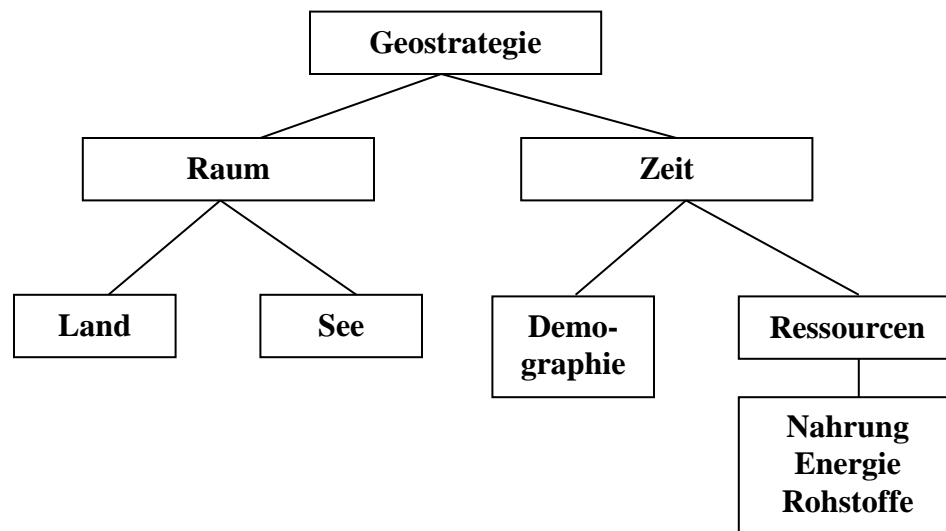 Geostrategie
Raum
Zeit
Land
See
Demo-
graphie
Ressourcen
Nahrung
Energie
Rohstoffe